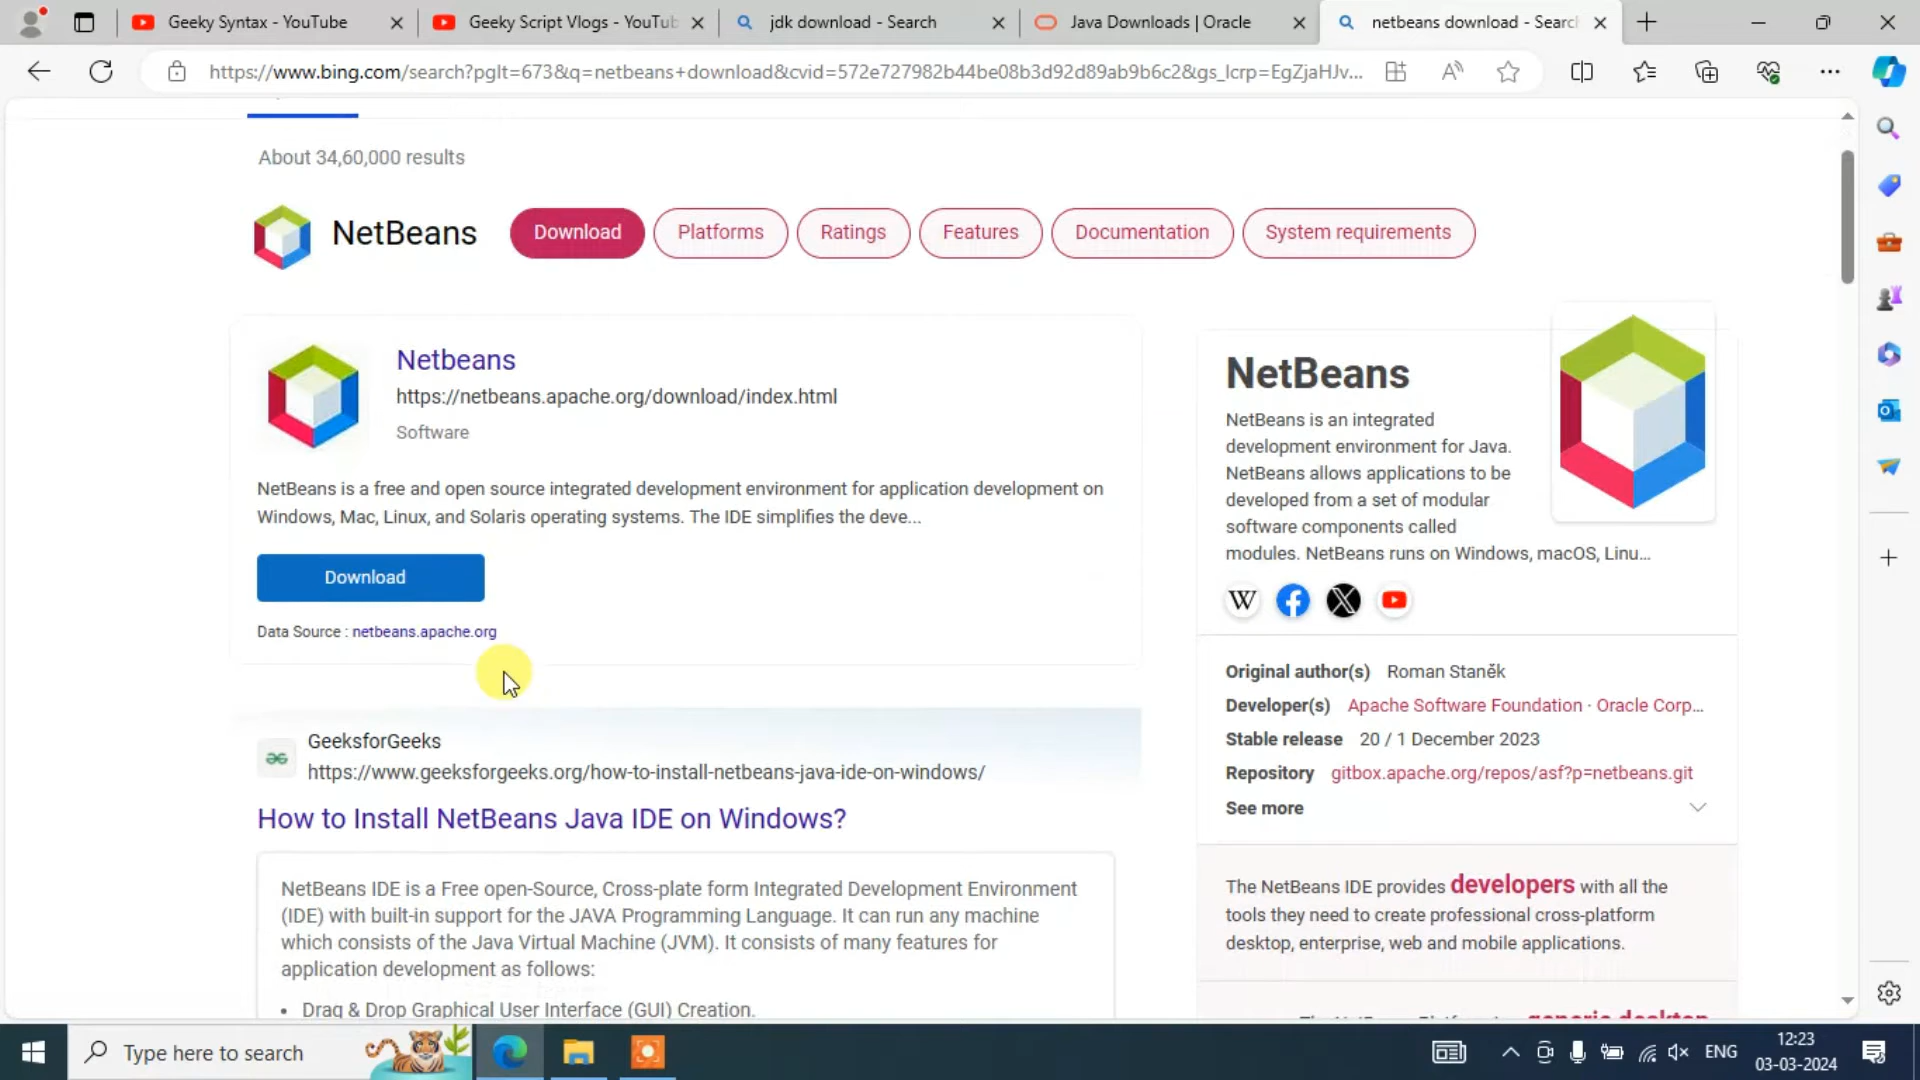 Geeky Syntax - YouTube
Geeky Script Vlogs - YouTub
jdk download - Search
Java Downloads | Oracle
netbeans download - Searc
https://www.bing.com/search?pglt=673&q=netbeans+download&cvid=572e727982b44be08b3d92d89ab9b6c2&gs_lcrp=EgZjaHJv...
About 34,60,000 results
NetBeans
Download
Platforms
Ratings
Features
Documentation
System requirements
Netbeans
https://netbeans.apache.org/download/index.html
Software
NetBeans is a free and open source integrated development environment for application development on
Windows, Mac, Linux, and Solaris operating systems. The IDE simplifies the deve...
Download
Data Source : netbeans.apache.org
GeeksforGeeks
https://www.geeksforgeeks.org/how-to-install-netbeans-java-ide-on-windows/
How to Install NetBeans Java IDE on Windows?
NetBeans IDE is a Free open-Source, Cross-plate form Integrated Development Environment
(IDE) with built-in support for the JAVA Programming Language. It can run any machine
which consists of the Java Virtual Machine (JVM). It consists of many features for
application development as follows:
• Drag & Drop Graphical User Interface (GUI) Creation.
NetBeans
NetBeans is an integrated
development environment for Java.
NetBeans allows applications to be
developed from a set of modular
software components called
modules. NetBeans runs on Windows, macOS, Linu...
W
Original author(s) Roman Staněk
Developer(s) Apache Software Foundation · Oracle Corp...
Stable release 20 / 1 December 2023
Repository gitbox.apache.org/repos/asf?p=netbeans.git
See more
The NetBeans IDE provides developers with all the
tools they need to create professional cross-platform
desktop, enterprise, web and mobile applications.
Type here to search
ENG
12:23
03-03-2024